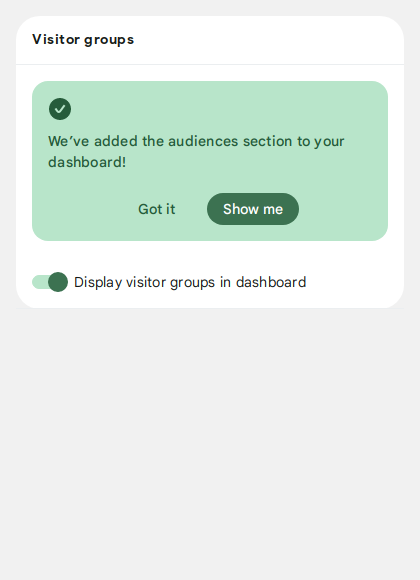 Visitor groups
We’ve added the audiences section to your
dashboard!
Got it
Show me
Display visitor groups in dashboard